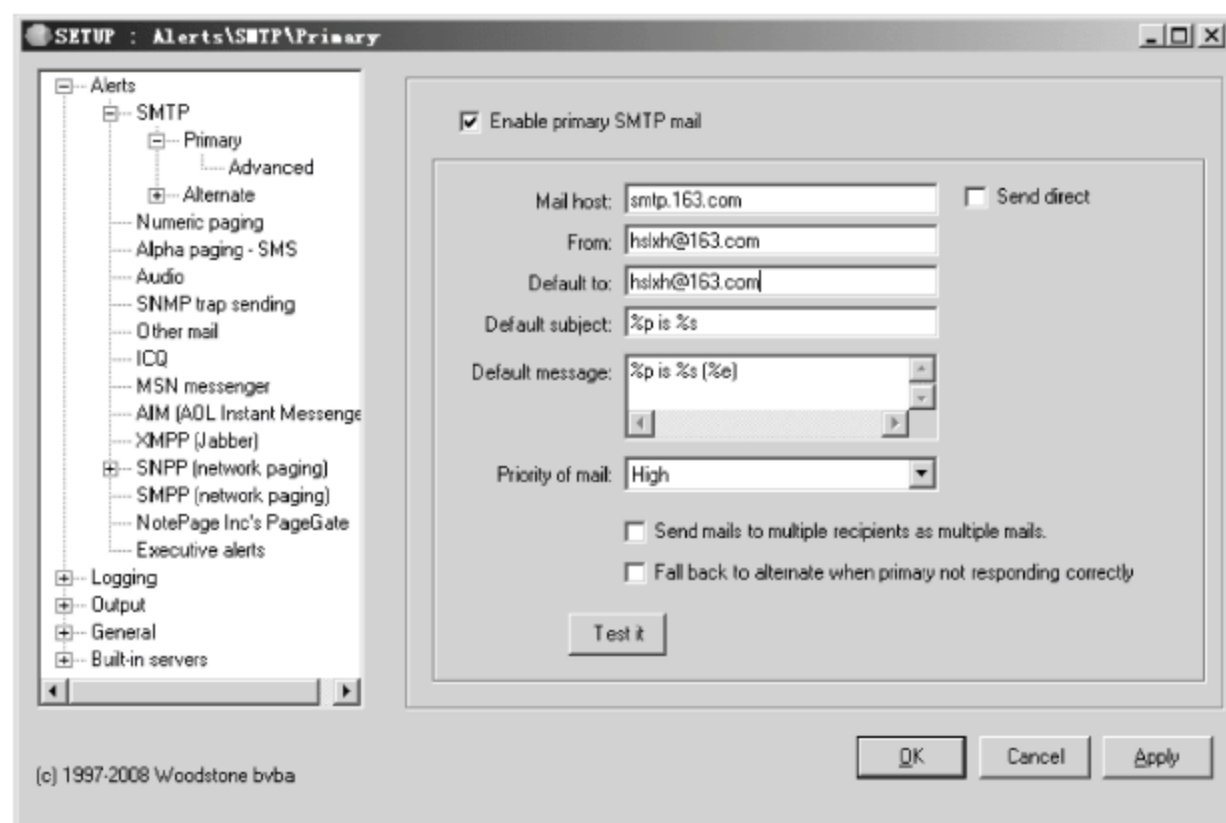 SETUP : Alerts\SMTP\Primary
Alerts
SMTP
Primary
Advanced
Alternate
Numeric paging
Alpha paging - SMS
Audio
SNMP trap sending
Other mail
ICQ
MSN messenger
AIM (AOL Instant Messenge
XMPP (Jabber)
SNPP (network paging)
SMPP (network paging)
NotePage Inc's PageGate
Executive alerts
Logging
Output
General
Built-in servers
Enable primary SMTP mail
Mail host: smtp.163.com Send direct
From: hslxh@163.com
Default to: hslxh@163.com
Default subject: %p is %s
Default message: %p is %s (%e)
Priority of mail: High
Send mails to multiple recipients as multiple mails.
Fall back to alternate when primary not responding correctly
Test it
(c) 1997-2008 Woodstone bvba
OK Cancel Apply